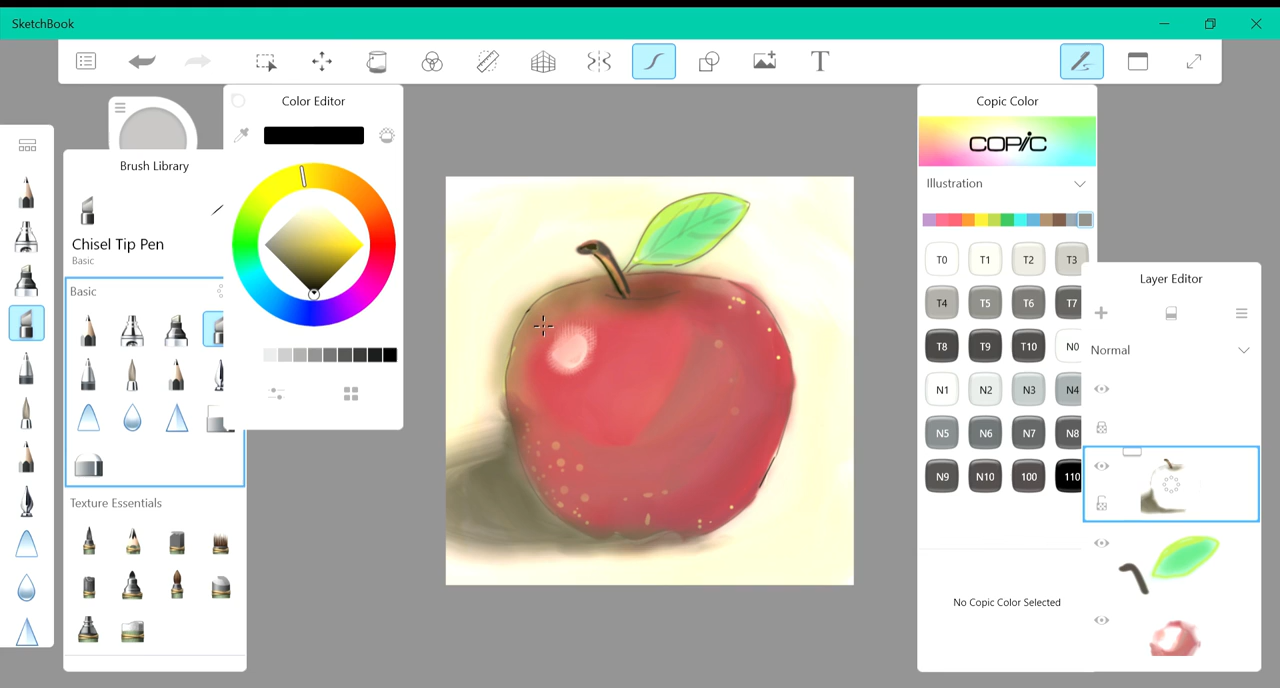 SketchBook
T
Color Editor
Brush Library
Chisel Tip Pen
Basic
Basic
Texture Essentials
Copic Color
COPIC
Illustration
T0 T1 T2 T3
T4 T5 T6 T7
T8 T9 T10 N0
N1 N2 N3 N4
N5 N6 N7 N8
N9 N10 100 110
No Copic Color Selected
Layer Editor
Normal